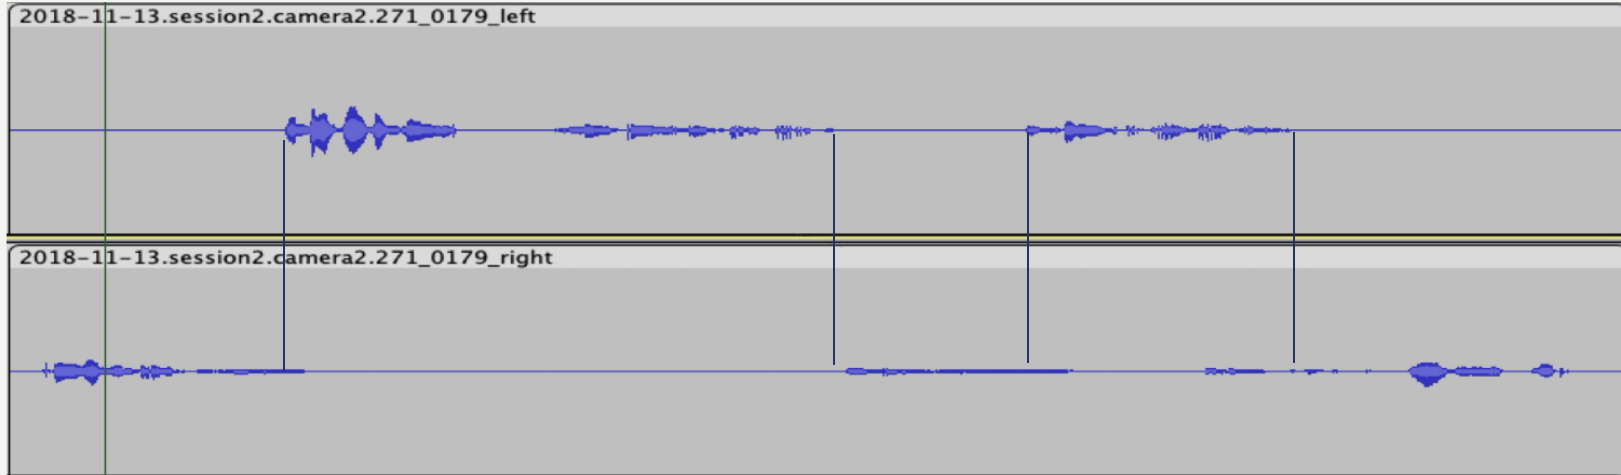 2018-11-13.session2.camera2.271_0179_left
2018-11-13.session2.camera2.271_0179_right